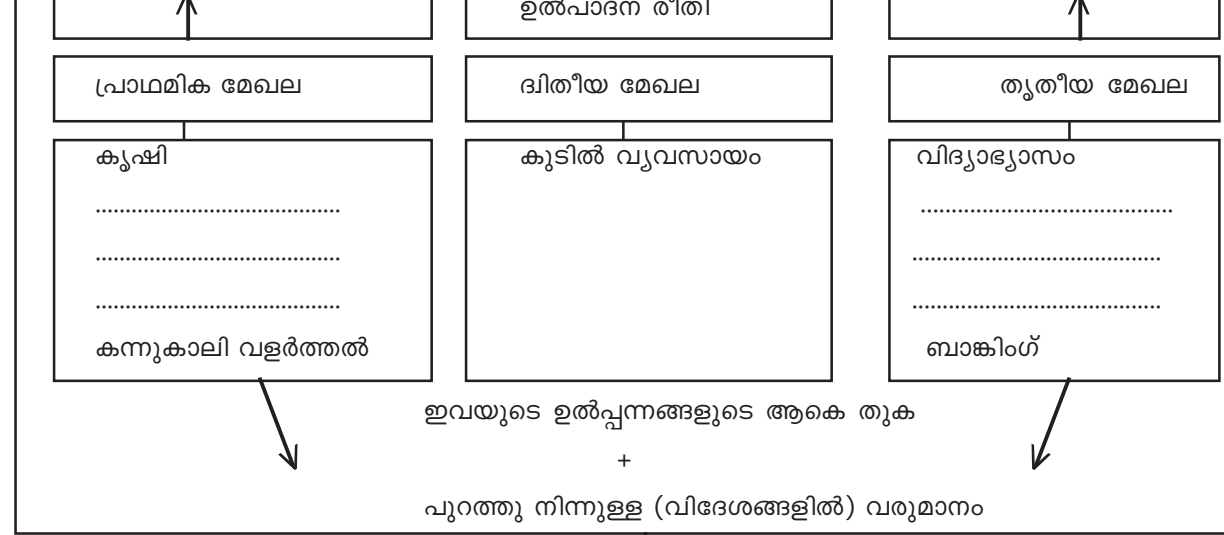 ഉൽപാദന രീതി
പ്രാഥമിക മേഖല
ദ്വിതീയ മേഖല
തൃതീയ മേഖല
കൃഷി
കുടിൽ വ്യവസായം
വിദ്യാഭ്യാസം
.........................................
..........................................
.........................................
..........................................
.........................................
..........................................
കന്നുകാലി വളർത്തൽ
ബാങ്കിംഗ്
ഇവയുടെ ഉൽപ്പന്നങ്ങളുടെ ആകെ തുക
+
പുറത്തു നിന്നുള്ള (വിദേശങ്ങളിൽ) വരുമാനം